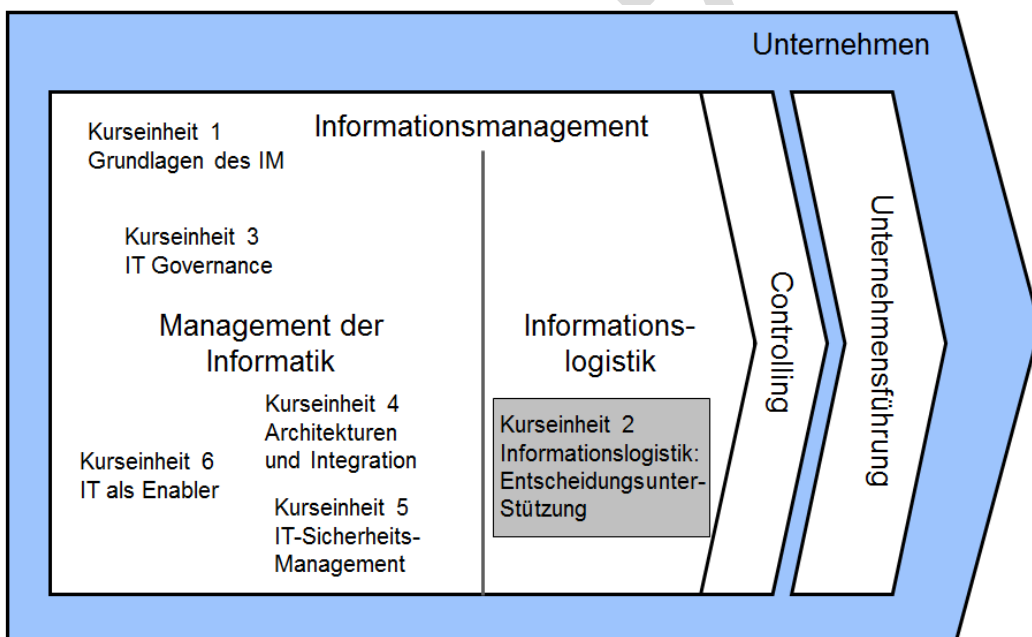 Unternehmen
Kurseinheit 1
Grundlagen des IM
Informationsmanagement
Kurseinheit 3
IT Governance
Management der
Informatik
Kurseinheit 4
Architekturen
und Integration
Kurseinheit 6
IT als Enabler
Kurseinheit 5
IT-Sicherheits-
Management
Informations-
logistik
Kurseinheit 2
Informationslogistik:
Entscheidungsunter-
Stützung
Controlling
Unternehmensführung